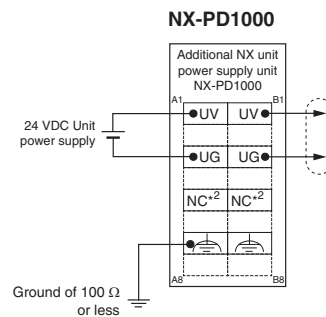 NX-PD1000
Additional NX unit
power supply unit
NX-PD1000
A1 B1
UV UV
24 VDC Unit
power supply
UG UG
NC*2 NC*2
A8 B8
Ground of 100 Ω
or less